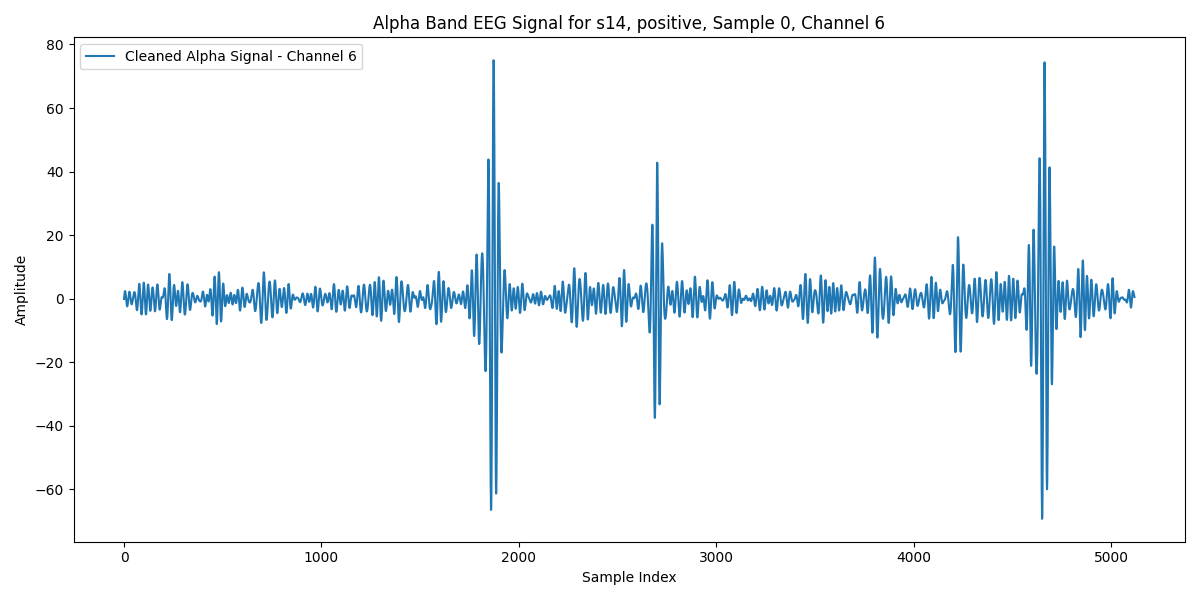 Alpha Band EEG Signal for s14, positive, Sample 0, Channel 6
Cleaned Alpha Signal - Channel 6
80
60
40
20
0
−20
−40
−60
Amplitude
0 1000 2000 3000 4000 5000
Sample Index